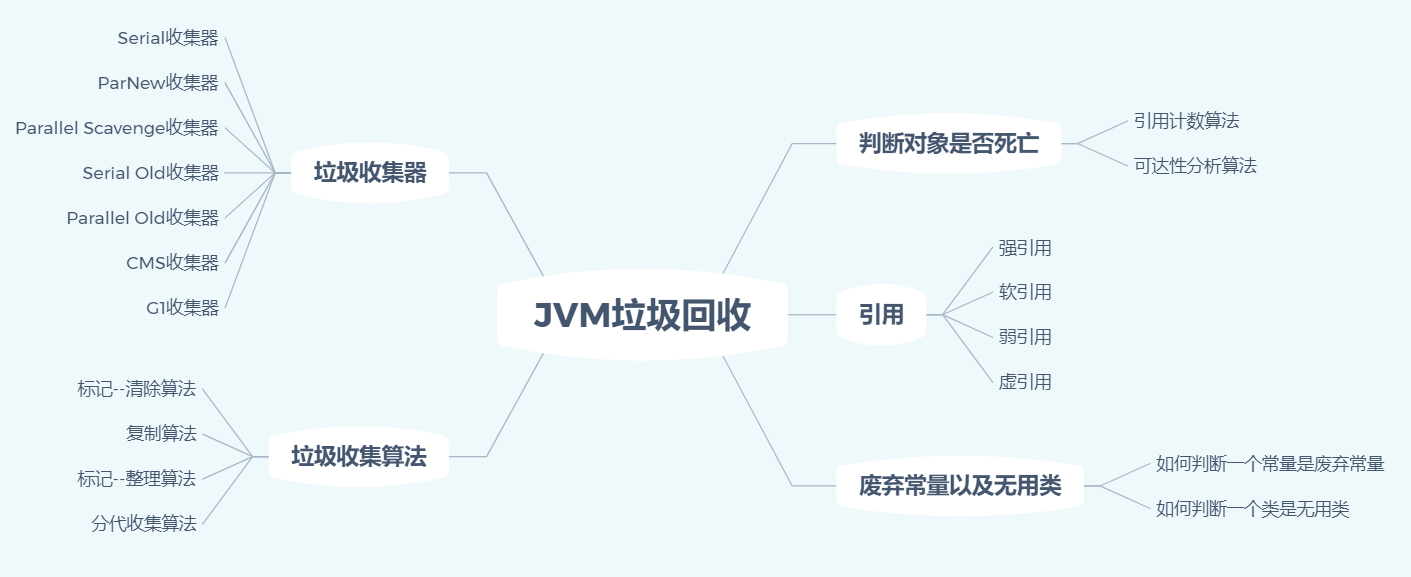 JVM垃圾回收
判断对象是否死亡
引用计数算法
可达性分析算法
引用
强引用
软引用
弱引用
虚引用
废弃常量以及无用类
如何判断一个常量是废弃常量
如何判断一个类是无用类
垃圾收集器
Serial收集器
ParNew收集器
Parallel Scavenge收集器
Serial Old收集器
Parallel Old收集器
CMS收集器
G1收集器
垃圾收集算法
标记--清除算法
复制算法
标记--整理算法
分代收集算法